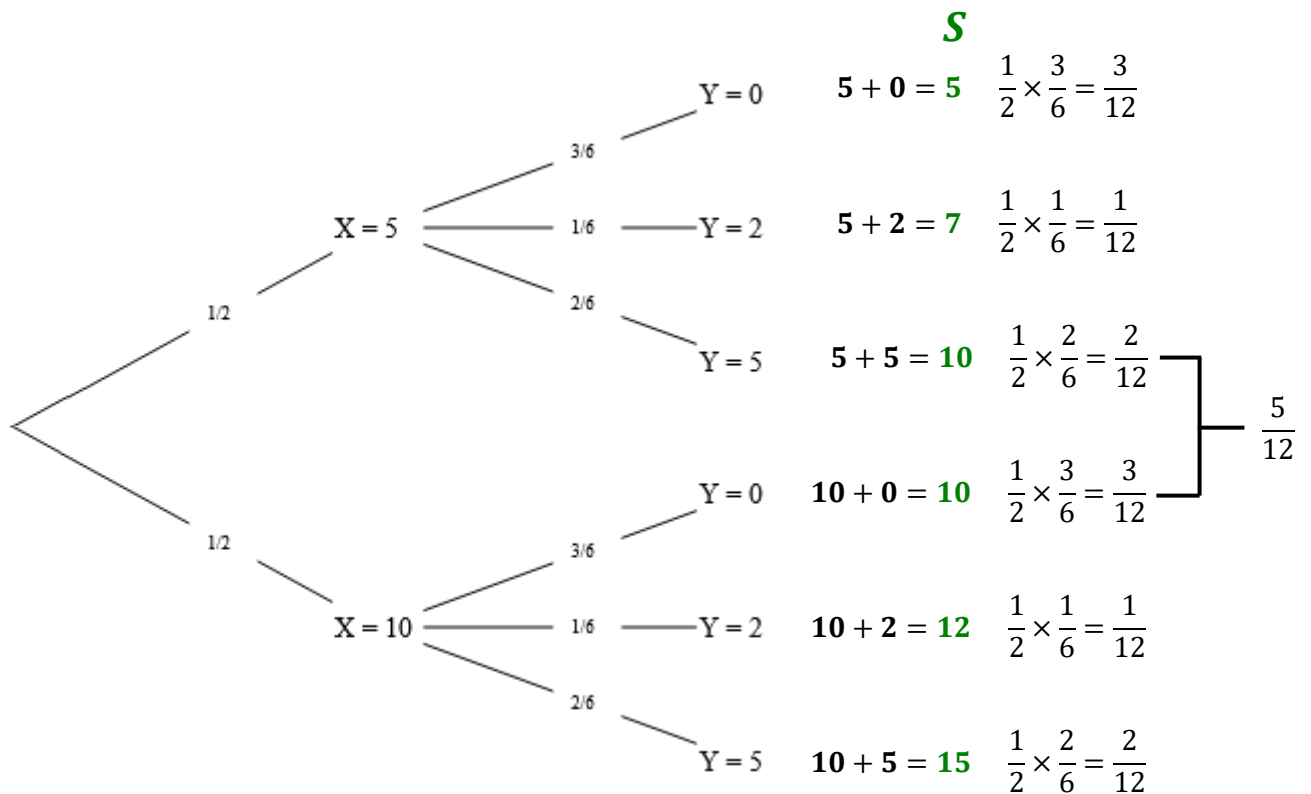 S
Y = 0 5 + 0 = 5 1/2 × 3/6 = 3/12
3/6
X = 5 1/6 Y = 2 5 + 2 = 7 1/2 × 1/6 = 1/12
2/6
1/2
Y = 5 5 + 5 = 10 1/2 × 2/6 = 2/12
5/12
Y = 0 10 + 0 = 10 1/2 × 3/6 = 3/12
1/2
3/6
X = 10 1/6 Y = 2 10 + 2 = 12 1/2 × 1/6 = 1/12
2/6
Y = 5 10 + 5 = 15 1/2 × 2/6 = 2/12